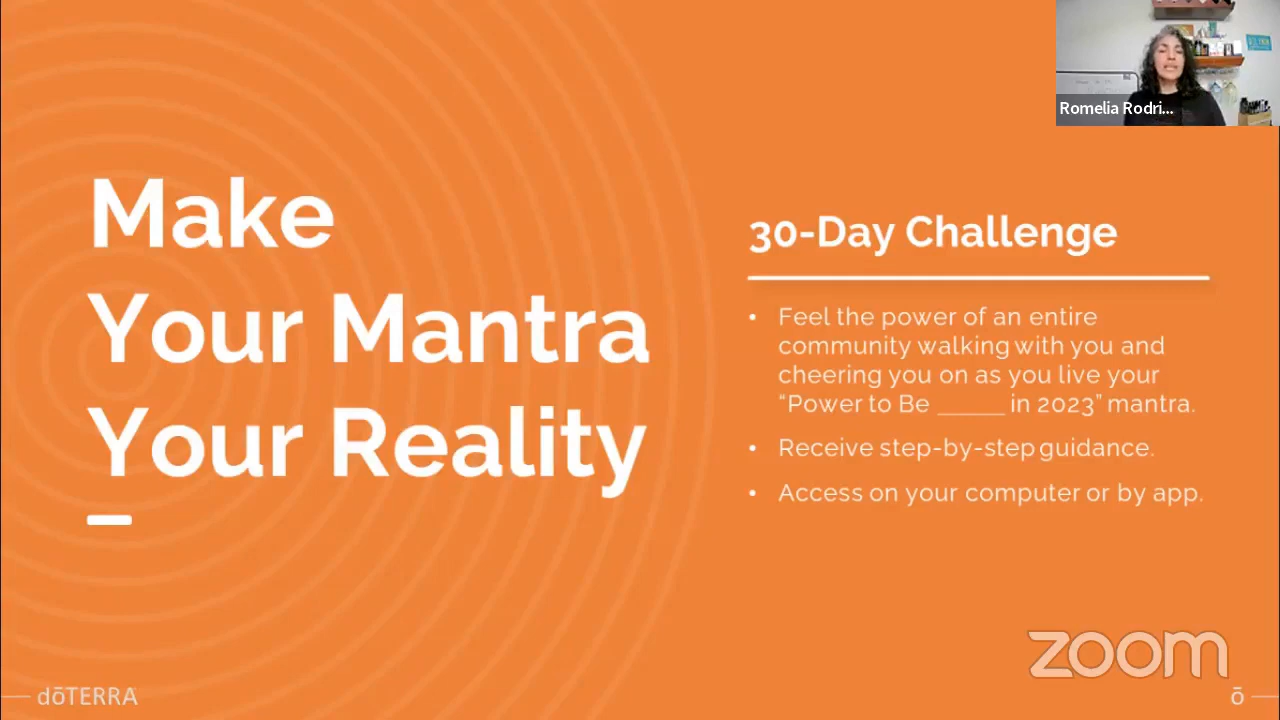 Romelia Rodri...
Make
Your Mantra
Your Reality
30-Day Challenge
• Feel the power of an entire
community walking with you and
cheering you on as you live your
“Power to Be _____ in 2023” mantra.
• Receive step-by-step guidance.
• Access on your computer or by app.
zoom
dōTERRA
ō